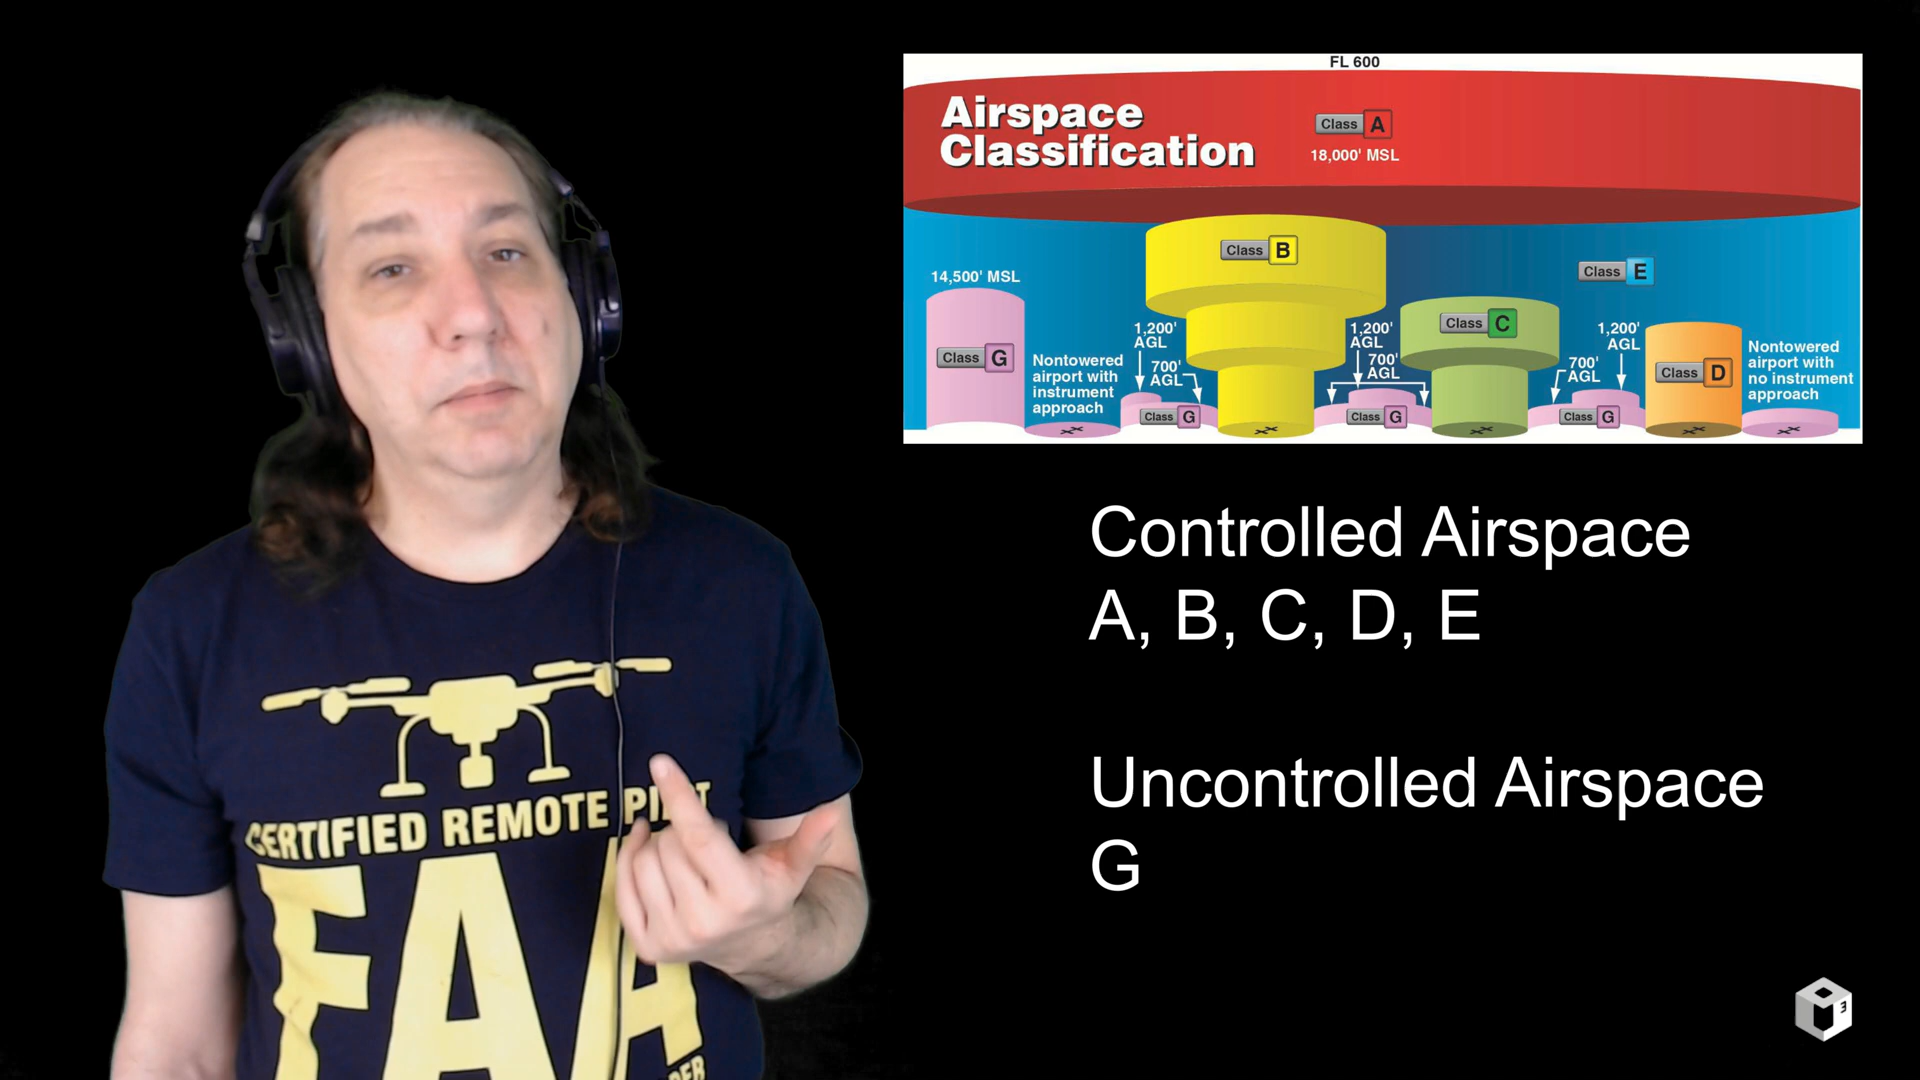 FL 600
Airspace
Classification
Class A
18,000' MSL
Class B
Class E
14,500' MSL
Class C
Class G
1,200'
AGL
700'
AGL
1,200'
AGL
700'
AGL
1,200'
AGL
700'
AGL
Class D
Nontowered
airport with
instrument
approach
Nontowered
airport with
no instrument
approach
Class G
Class G
Class G
Controlled Airspace
A, B, C, D, E
Uncontrolled Airspace
G
CERTIFIED REMOTE
FAA
3